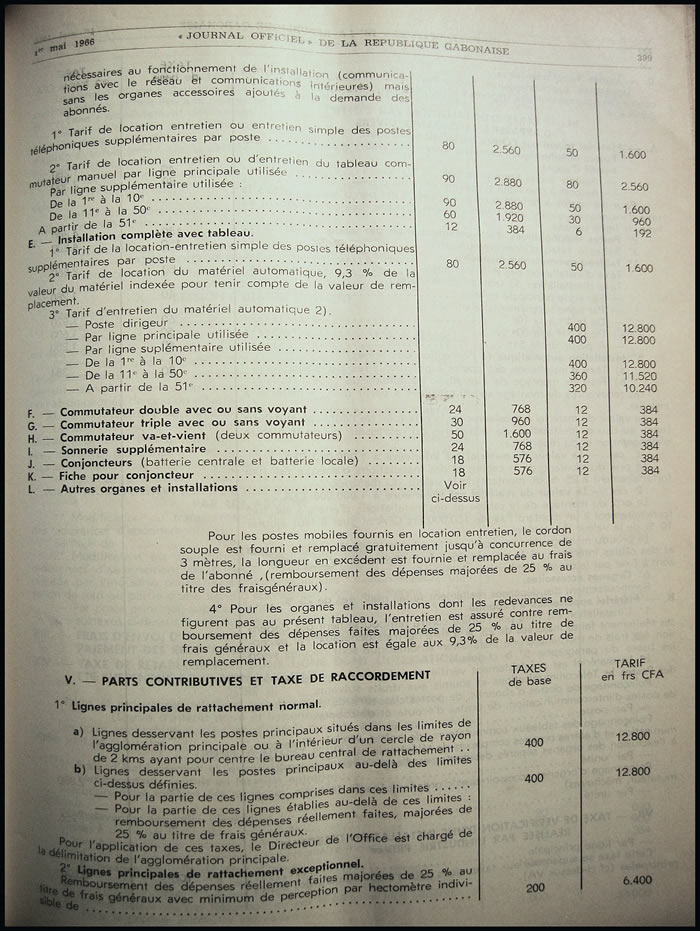 1er mai 1966 « JOURNAL OFFICIEL » DE LA REPUBLIQUE GABONAISE 399
nécessaires au fonctionnement de l'installation (communica-
tions avec le réseau et communications intérieures) mais
sans les organes accessoires ajoutés à la demande des
abonnés.
1° Tarif de location entretien ou entretien simple des postes
téléphoniques supplémentaires par poste .................. 80 2.560 50 1.600
2° Tarif de location entretien ou d'entretien du tableau com-
mutateur manuel par ligne principale utilisée .............. 90 2.880 80 2.560
Par ligne supplémentaire utilisée :
De la 1re à la 10e .................. 90 2.880 50 1.600
De la 11e à la 50e .................. 60 1.920 30 960
A partir de la 51e .................. 12 384 6 192
E. — Installation complète avec tableau.
1° Tarif de la location-entretien simple des postes téléphoniques
supplémentaires par poste .................. 80 2.560 50 1.600
2° Tarif de location du matériel automatique, 9,3 % de la
valeur du matériel indexée pour tenir compte de la valeur de rem-
placement.
3° Tarif d'entretien du matériel automatique 2).
— Poste dirigeur .................. 400 12.800
— Par ligne principale utilisée .................. 400 12.800
— Par ligne suplémentaire utilisée ..................
— De la 1re à la 10e .................. 400 12.800
— De la 11e à la 50e .................. 360 11.520
— A partir de la 51e .................. 320 10.240
F. — Commutateur double avec ou sans voyant .............. 24 768 12 384
G. — Commutateur triple avec ou sans voyant .............. 30 960 12 384
H. — Commutateur va-et-vient (deux commutateurs) .......... 50 1.600 12 384
I. — Sonnerie supplémentaire .................. 24 768 12 384
J. — Conjoncteurs (batterie centrale et batterie locale) ........ 18 576 12 384
K. — Fiche pour conjoncteur .................. 18 576 12 384
L. — Autres organes et installations .................. Voir
ci-dessus
Pour les postes mobiles fournis en location entretien, le cordon
souple est fourni et remplacé gratuitement jusqu'à concurrence de
3 mètres, la longueur en excédent est fournie et remplacée au frais
de l'abonné ,(remboursement des dépenses majorées de 25 % au
titre des fraisgénéraux).
4° Pour les organes et installations dont les redevances ne
figurent pas au présent tableau, l'entretien est assuré contre rem-
boursement des dépenses faites majorées de 25 % au titre de
frais généraux et la location est égale aux 9,3% de la valeur de
remplacement.
V. — PARTS CONTRIBUTIVES ET TAXE DE RACCORDEMENT
TAXES
de base
TARIF
en frs CFA
1° Lignes principales de rattachement normal.
a) Lignes desservant les postes principaux situés dans les limites de
l'agglomération principale ou à l'intérieur d'un cercle de rayon
de 2 kms ayant pour centre le bureau central de rattachement .. 400 12.800
b) Lignes desservant les postes principaux au-delà des limites
ci-dessus définies.
— Pour la partie de ces lignes comprises dans ces limites ...... 400 12.800
— Pour la partie de ces lignes établies au-delà de ces limites :
remboursement des dépenses réellement faites, majorées de
25 % au titre de frais généraux.
Pour l'application de ces taxes, le Directeur de l'Office est chargé de
la délimitation de l'agglomération principale.
2° Lignes principales de rattachement exceptionnel.
Remboursement des dépenses réellement faites majorées de 25 % au
titre de frais généraux avec minimum de perception par hectomètre indivi-
sible de .................. 200 6.400